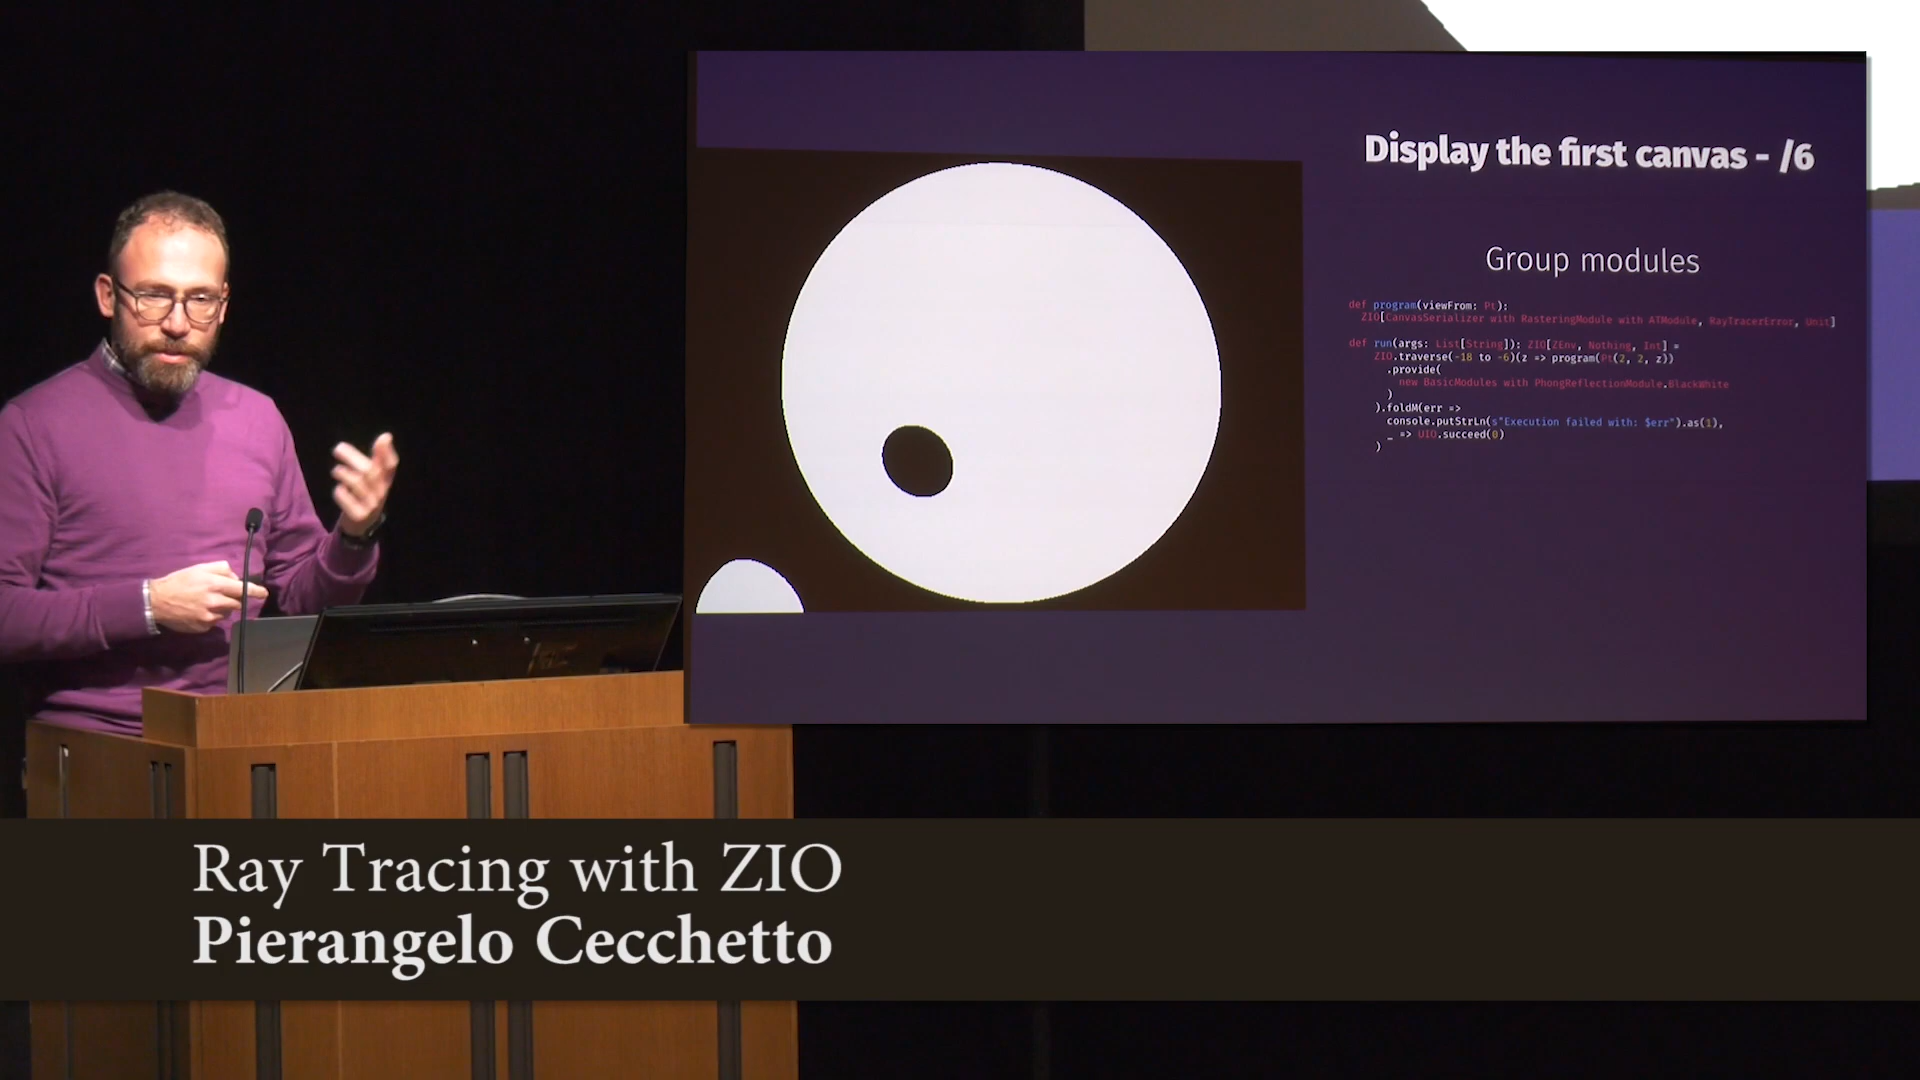 Display the first canvas - /6
Group modules
def program(viewFrom: Pt):
ZIO[CanvasSerializer with RasteringModule with ATModule, RayTracerError, Unit]
def run(args: List[String]): ZIO[ZEnv, Nothing, Int] =
ZIO.traverse(-18 to -6)(z => program(Pt(2, 2, z))
.provide(
new BasicModules with PhongReflectionModule.BlackWhite
)
).foldM(err =>
console.putStrLn(s"Execution failed with: $err").as(1),
_ => UIO.succeed(0)
)
Ray Tracing with ZIO
Pierangelo Cecchetto